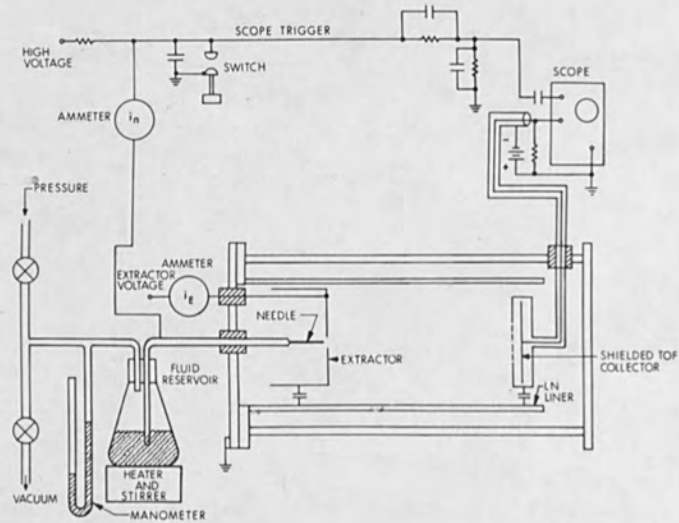 SCOPE TRIGGER
HIGH
VOLTAGE
SWITCH
SCOPE
AMMETER
in
-
+
PRESSURE
AMMETER
EXTRACTOR
VOLTAGE
iE
NEEDLE
EXTRACTOR
SHIELDED TOF
COLLECTOR
FLUID
RESERVOIR
LN
LINER
HEATER
AND
STIRRER
VACUUM
MANOMETER